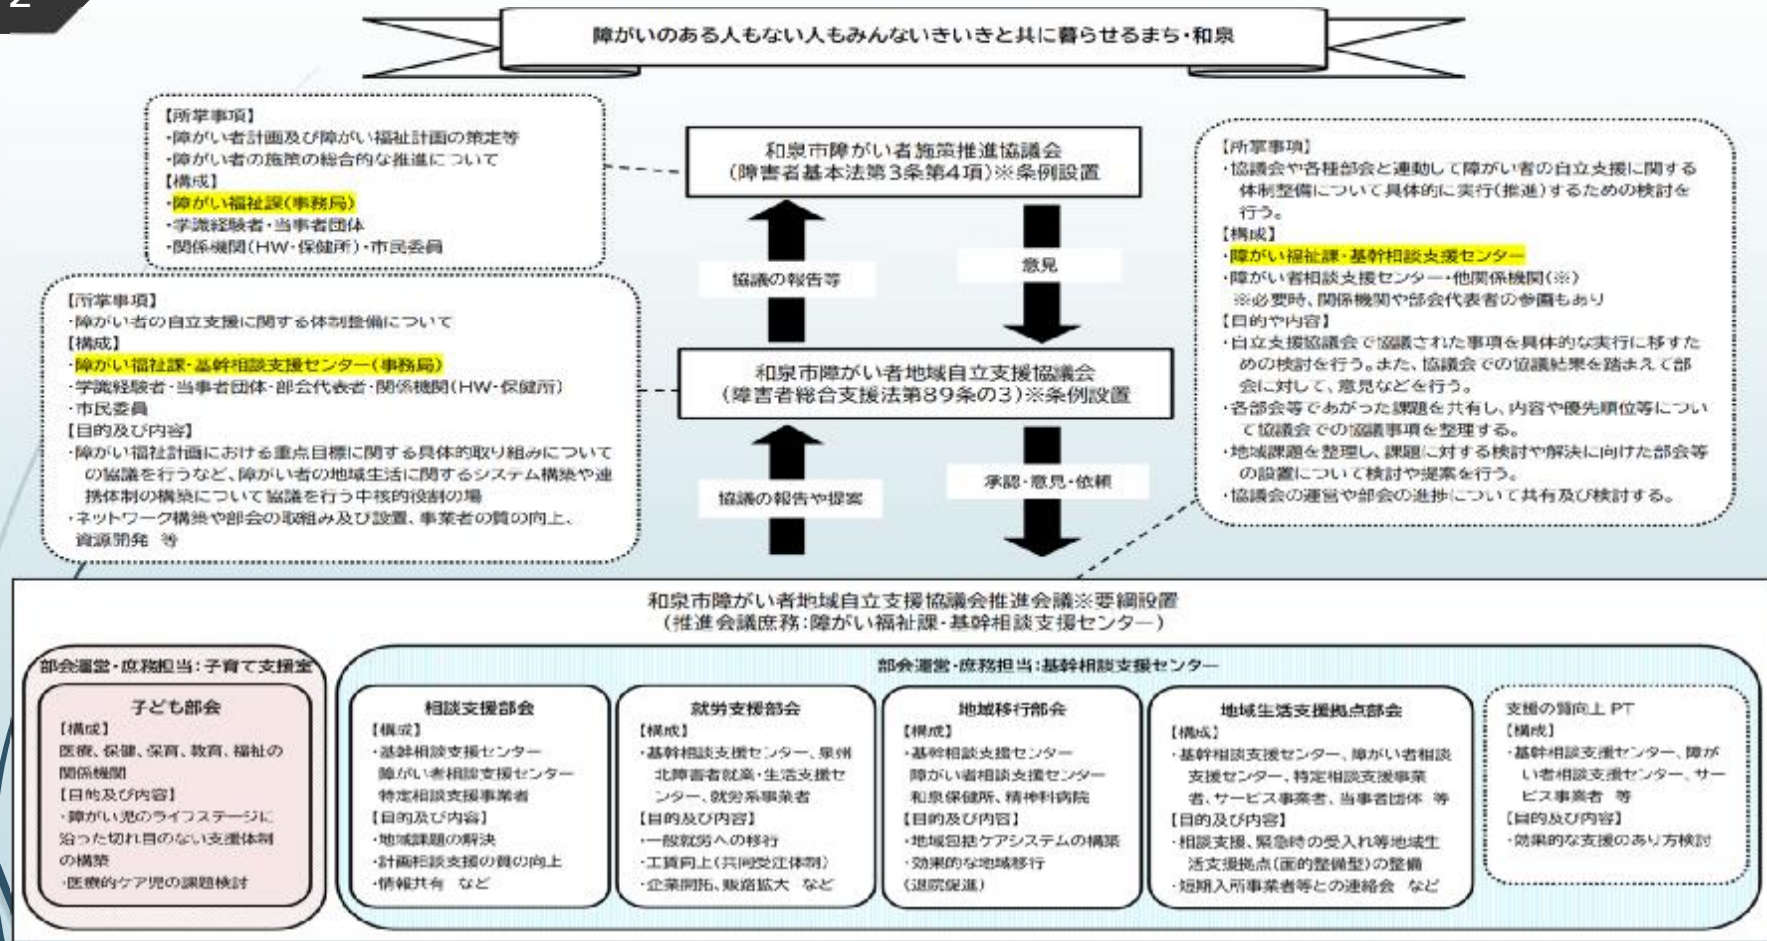 2
障がいのある人もない人もみんないきいきと共に暮らせるまち・和泉
【所掌事項】
・障がい者計画及び障がい福祉計画の策定等
・障がい者の施策の総合的な推進について
【構成】
・障がい福祉課(事務局)
・学識経験者・当事者団体
・関係機関(HW・保健所)・市民委員
和泉市障がい者施策推進協議会
(障害者基本法第3条第4項)※条例設置
協議の報告等
意見
【所掌事項】
・障がい者の自立支援に関する体制整備について
【構成】
・障がい福祉課・基幹相談支援センター(事務局)
・学識経験者・当事者団体・部会代表者・関係機関(HW・保健所)
・市民委員
【目的及び内容】
・障がい福祉計画における重点目標に関する具体的取り組みについて
の協議を行うなど、障がい者の地域生活に関するシステム構築や連
携体制の構築について協議を行う中核的役割の場
・ネットワーク構築や部会の取組み及び設置、事業者の質の向上、
資源開発 等
和泉市障がい者地域自立支援協議会
(障害者総合支援法第89条の3)※条例設置
協議の報告や提案
承認・意見・依頼
【所掌事項】
・協議会や各種部会と連動して障がい者の自立支援に関する
体制整備について具体的に実行(推進)するための検討を
行う。
【構成】
・障がい福祉課・基幹相談支援センター
・障がい者相談支援センター・他関係機関(※)
※必要時、関係機関や部会代表者の参画もあり
【目的や内容】
・自立支援協議会で協議された事項を具体的な実行に移すた
めの検討を行う。また、協議会での協議結果を踏まえて部
会に対して、意見などを行う。
・各部会等であがった課題を共有し、内容や優先順位等につい
て協議会での協議事項を整理する。
・地域課題を整理し、課題に対する検討や解決に向けた部会等
の設置について検討や提案を行う。
・協議会の運営や部会の進捗について共有及び検討する。
和泉市障がい者地域自立支援協議会推進会議※要綱設置
(推進会議庶務:障がい福祉課・基幹相談支援センター)
部会運営・庶務担当:子育て支援室
子ども部会
【構成】
医療、保健、保育、教育、福祉の
関係機関
【目的及び内容】
・障がい児のライフステージに
沿った切れ目のない支援体制
の構築
・医療的ケア児の課題検討
部会運営・庶務担当:基幹相談支援センター
相談支援部会
【構成】
・基幹相談支援センター
障がい者相談支援センター
特定相談支援事業者
【目的及び内容】
・地域課題の解決
・計画相談支援の質の向上
・情報共有 など
就労支援部会
【構成】
・基幹相談支援センター、泉州
北障害者就業・生活支援セ
ンター、就労系事業者
【目的及び内容】
・一般就労への移行
・工賃向上(共同受注体制)
・企業開拓、販路拡大 など
地域移行部会
【構成】
・基幹相談支援センター
障がい者相談支援センター
和泉保健所、精神科病院
【目的及び内容】
・地域包括ケアシステムの構築
・効果的な地域移行
(退院促進)
地域生活支援拠点部会
【構成】
・基幹相談支援センター、障がい者相談
支援センター、特定相談支援事業
者、サービス事業者、当事者団体 等
【目的及び内容】
・相談支援、緊急時の受入れ等地域生
活支援拠点(面的整備型)の整備
・短期入所事業者等との連絡会 など
支援の質向上 PT
【構成】
・基幹相談支援センター、障が
い者相談支援センター、サー
ビス事業者 等
【目的及び内容】
・効果的な支援のあり方検討